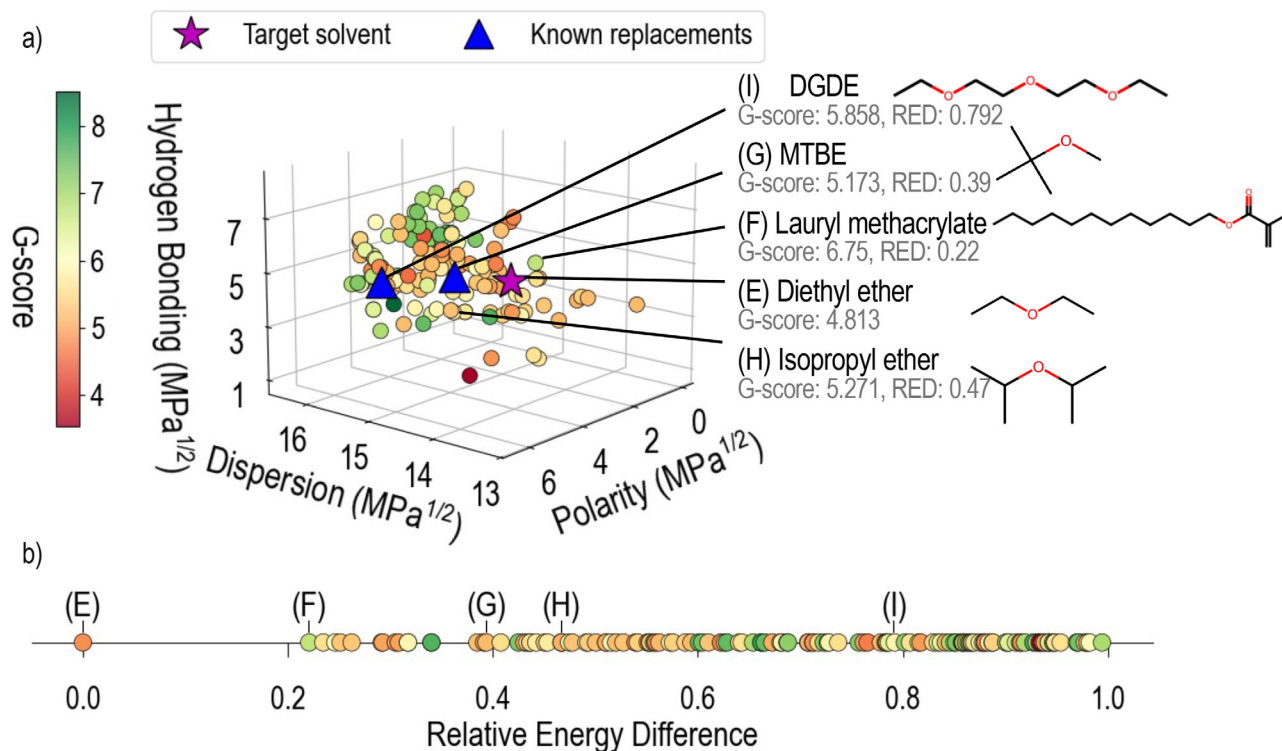 a)
Target solvent
Known replacements
G-score
8
7
6
5
4
Hydrogen Bonding (MPa1/2)
7
5
3
1
Dispersion (MPa1/2)
16
15
14
13
Polarity (MPa1/2)
6
4
2
0
(I) DGDE
G-score: 5.858, RED: 0.792
O
O
O
(G) MTBE
G-score: 5.173, RED: 0.39
O
(F) Lauryl methacrylate
G-score: 6.75, RED: 0.22
O
O
(E) Diethyl ether
G-score: 4.813
O
(H) Isopropyl ether
G-score: 5.271, RED: 0.47
O
b)
(E)
(F)
(G)
(H)
(I)
0.0
0.2
0.4
0.6
0.8
1.0
Relative Energy Difference